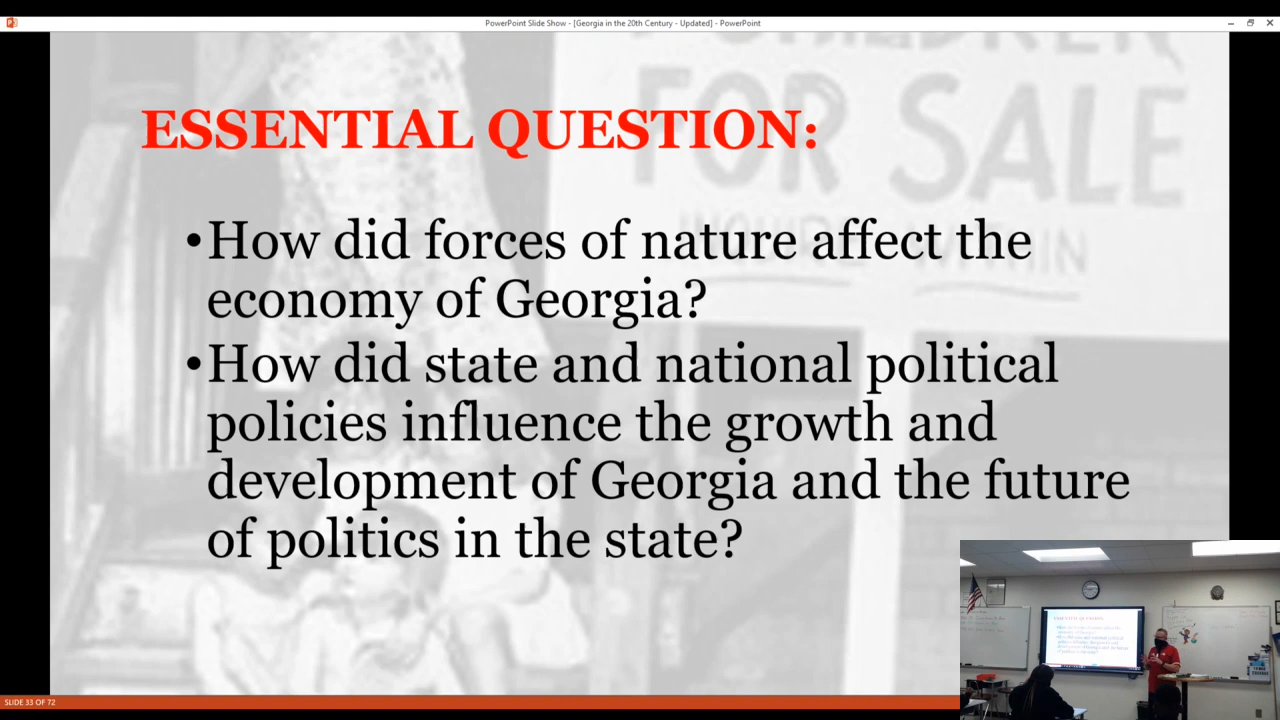 PowerPoint Slide Show - [Georgia in the 20th Century - Updated] - PowerPoint
FOR SALE
ESSENTIAL QUESTION:
•How did forces of nature affect the
economy of Georgia?
•How did state and national political
policies influence the growth and
development of Georgia and the future
of politics in the state?
SLIDE 33 OF 72
ESSENTIAL QUESTION: